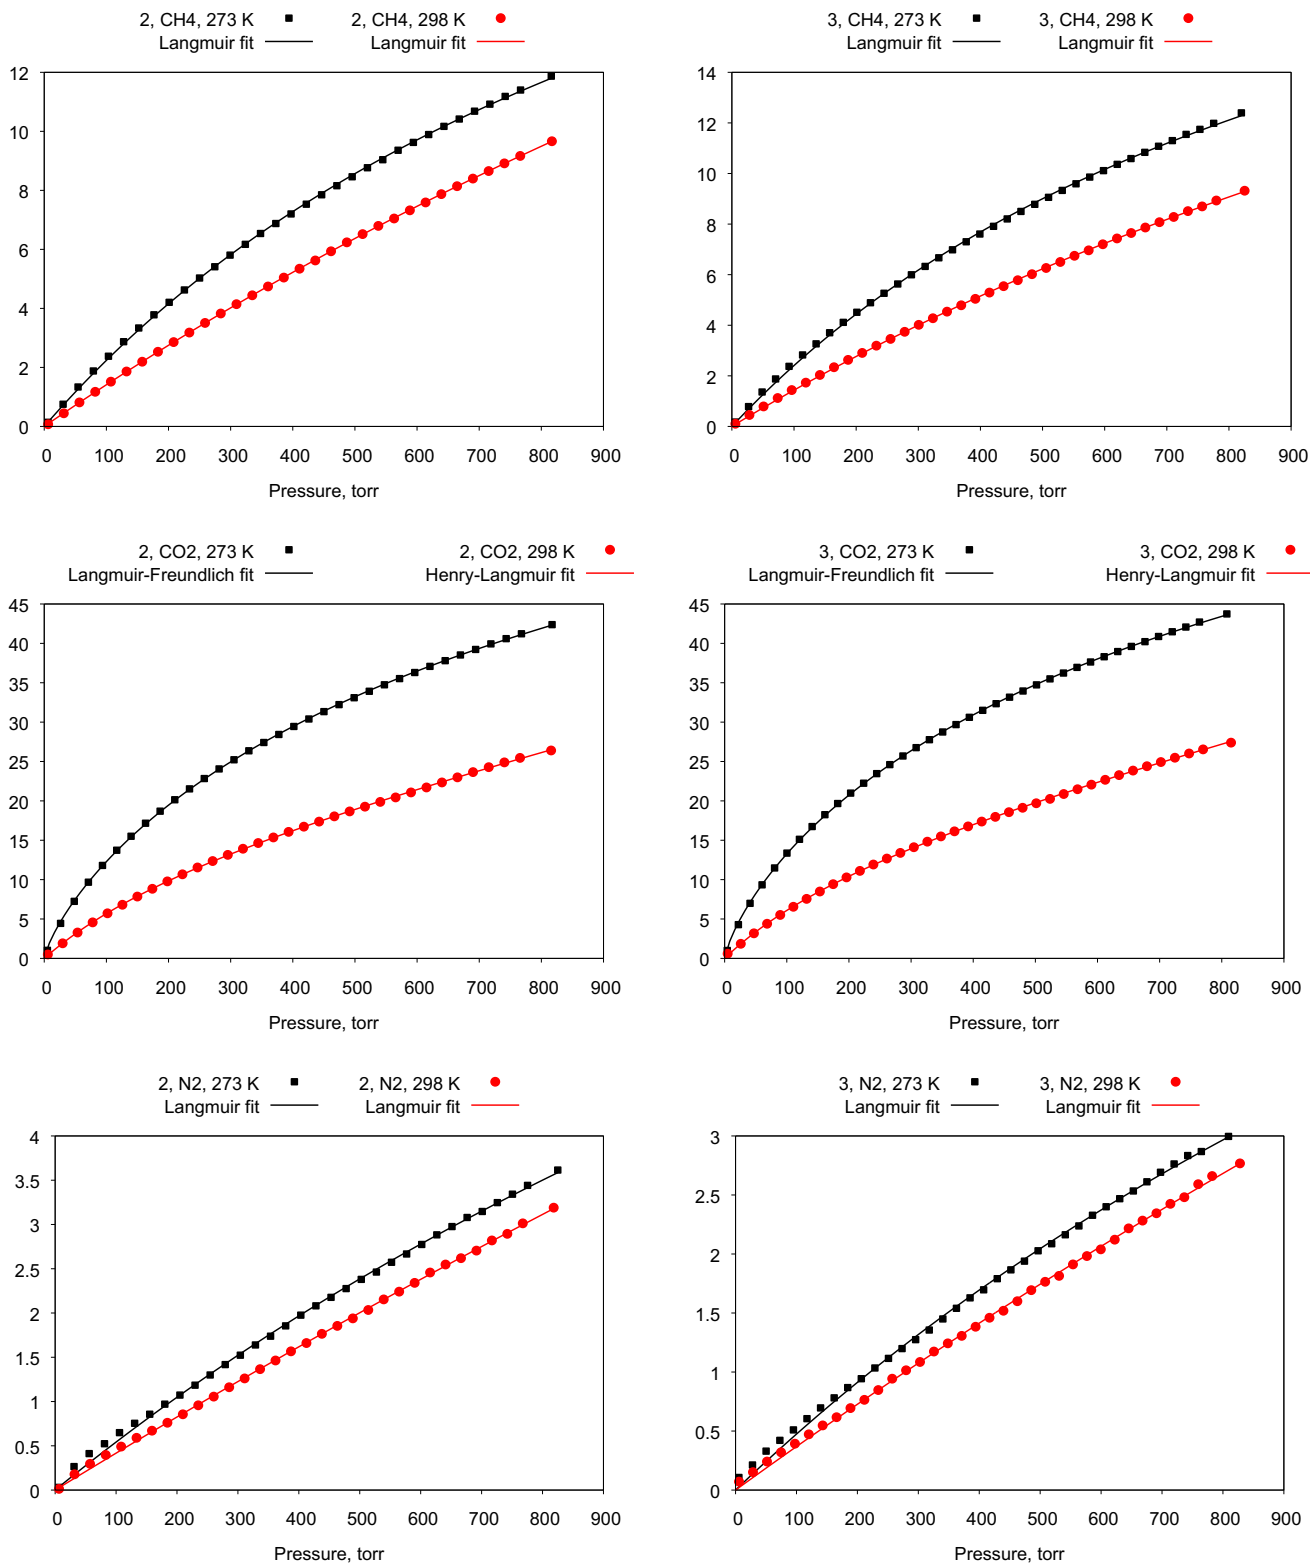 2, CH4, 273 K 2, CH4, 298 K
Langmuir fit Langmuir fit
12
10
8
6
4
2
0
0 100 200 300 400 500 600 700 800 900
Pressure, torr
3, CH4, 273 K 3, CH4, 298 K
Langmuir fit Langmuir fit
14
12
10
8
6
4
2
0
0 100 200 300 400 500 600 700 800 900
Pressure, torr
2, CO2, 273 K 2, CO2, 298 K
Langmuir-Freundlich fit Henry-Langmuir fit
45
40
35
30
25
20
15
10
5
0
0 100 200 300 400 500 600 700 800 900
Pressure, torr
3, CO2, 273 K 3, CO2, 298 K
Langmuir-Freundlich fit Henry-Langmuir fit
45
40
35
30
25
20
15
10
5
0
0 100 200 300 400 500 600 700 800 900
Pressure, torr
2, N2, 273 K 2, N2, 298 K
Langmuir fit Langmuir fit
4
3.5
3
2.5
2
1.5
1
0.5
0
0 100 200 300 400 500 600 700 800 900
Pressure, torr
3, N2, 273 K 3, N2, 298 K
Langmuir fit Langmuir fit
3
2.5
2
1.5
1
0.5
0
0 100 200 300 400 500 600 700 800 900
Pressure, torr